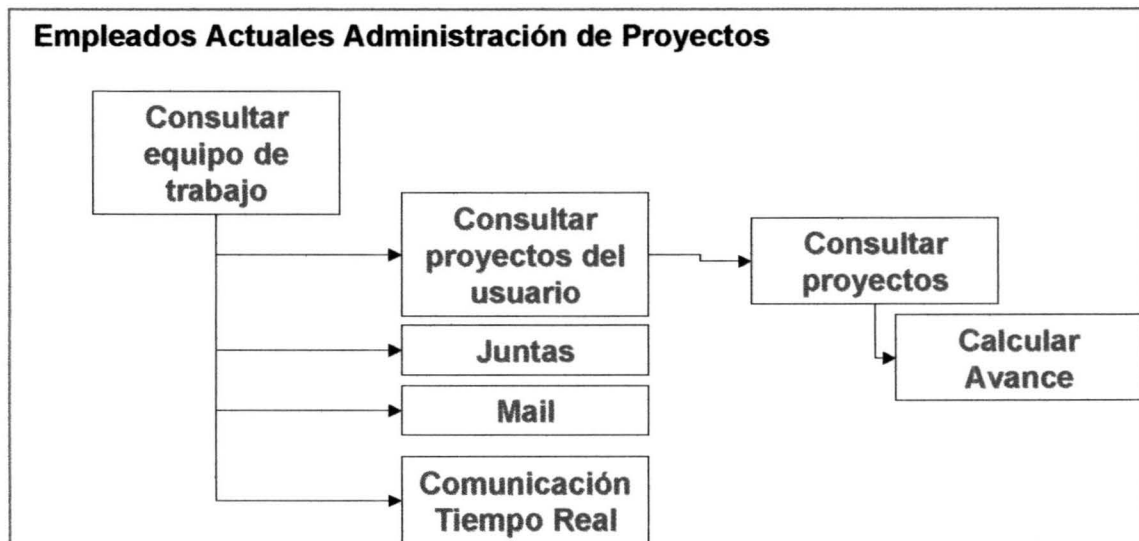 Empleados Actuales Administración de Proyectos
Consultar
equipo de
trabajo
Consultar
proyectos del
usuario
Consultar
proyectos
Calcular
Avance
Juntas
Mail
Comunicación
Tiempo Real